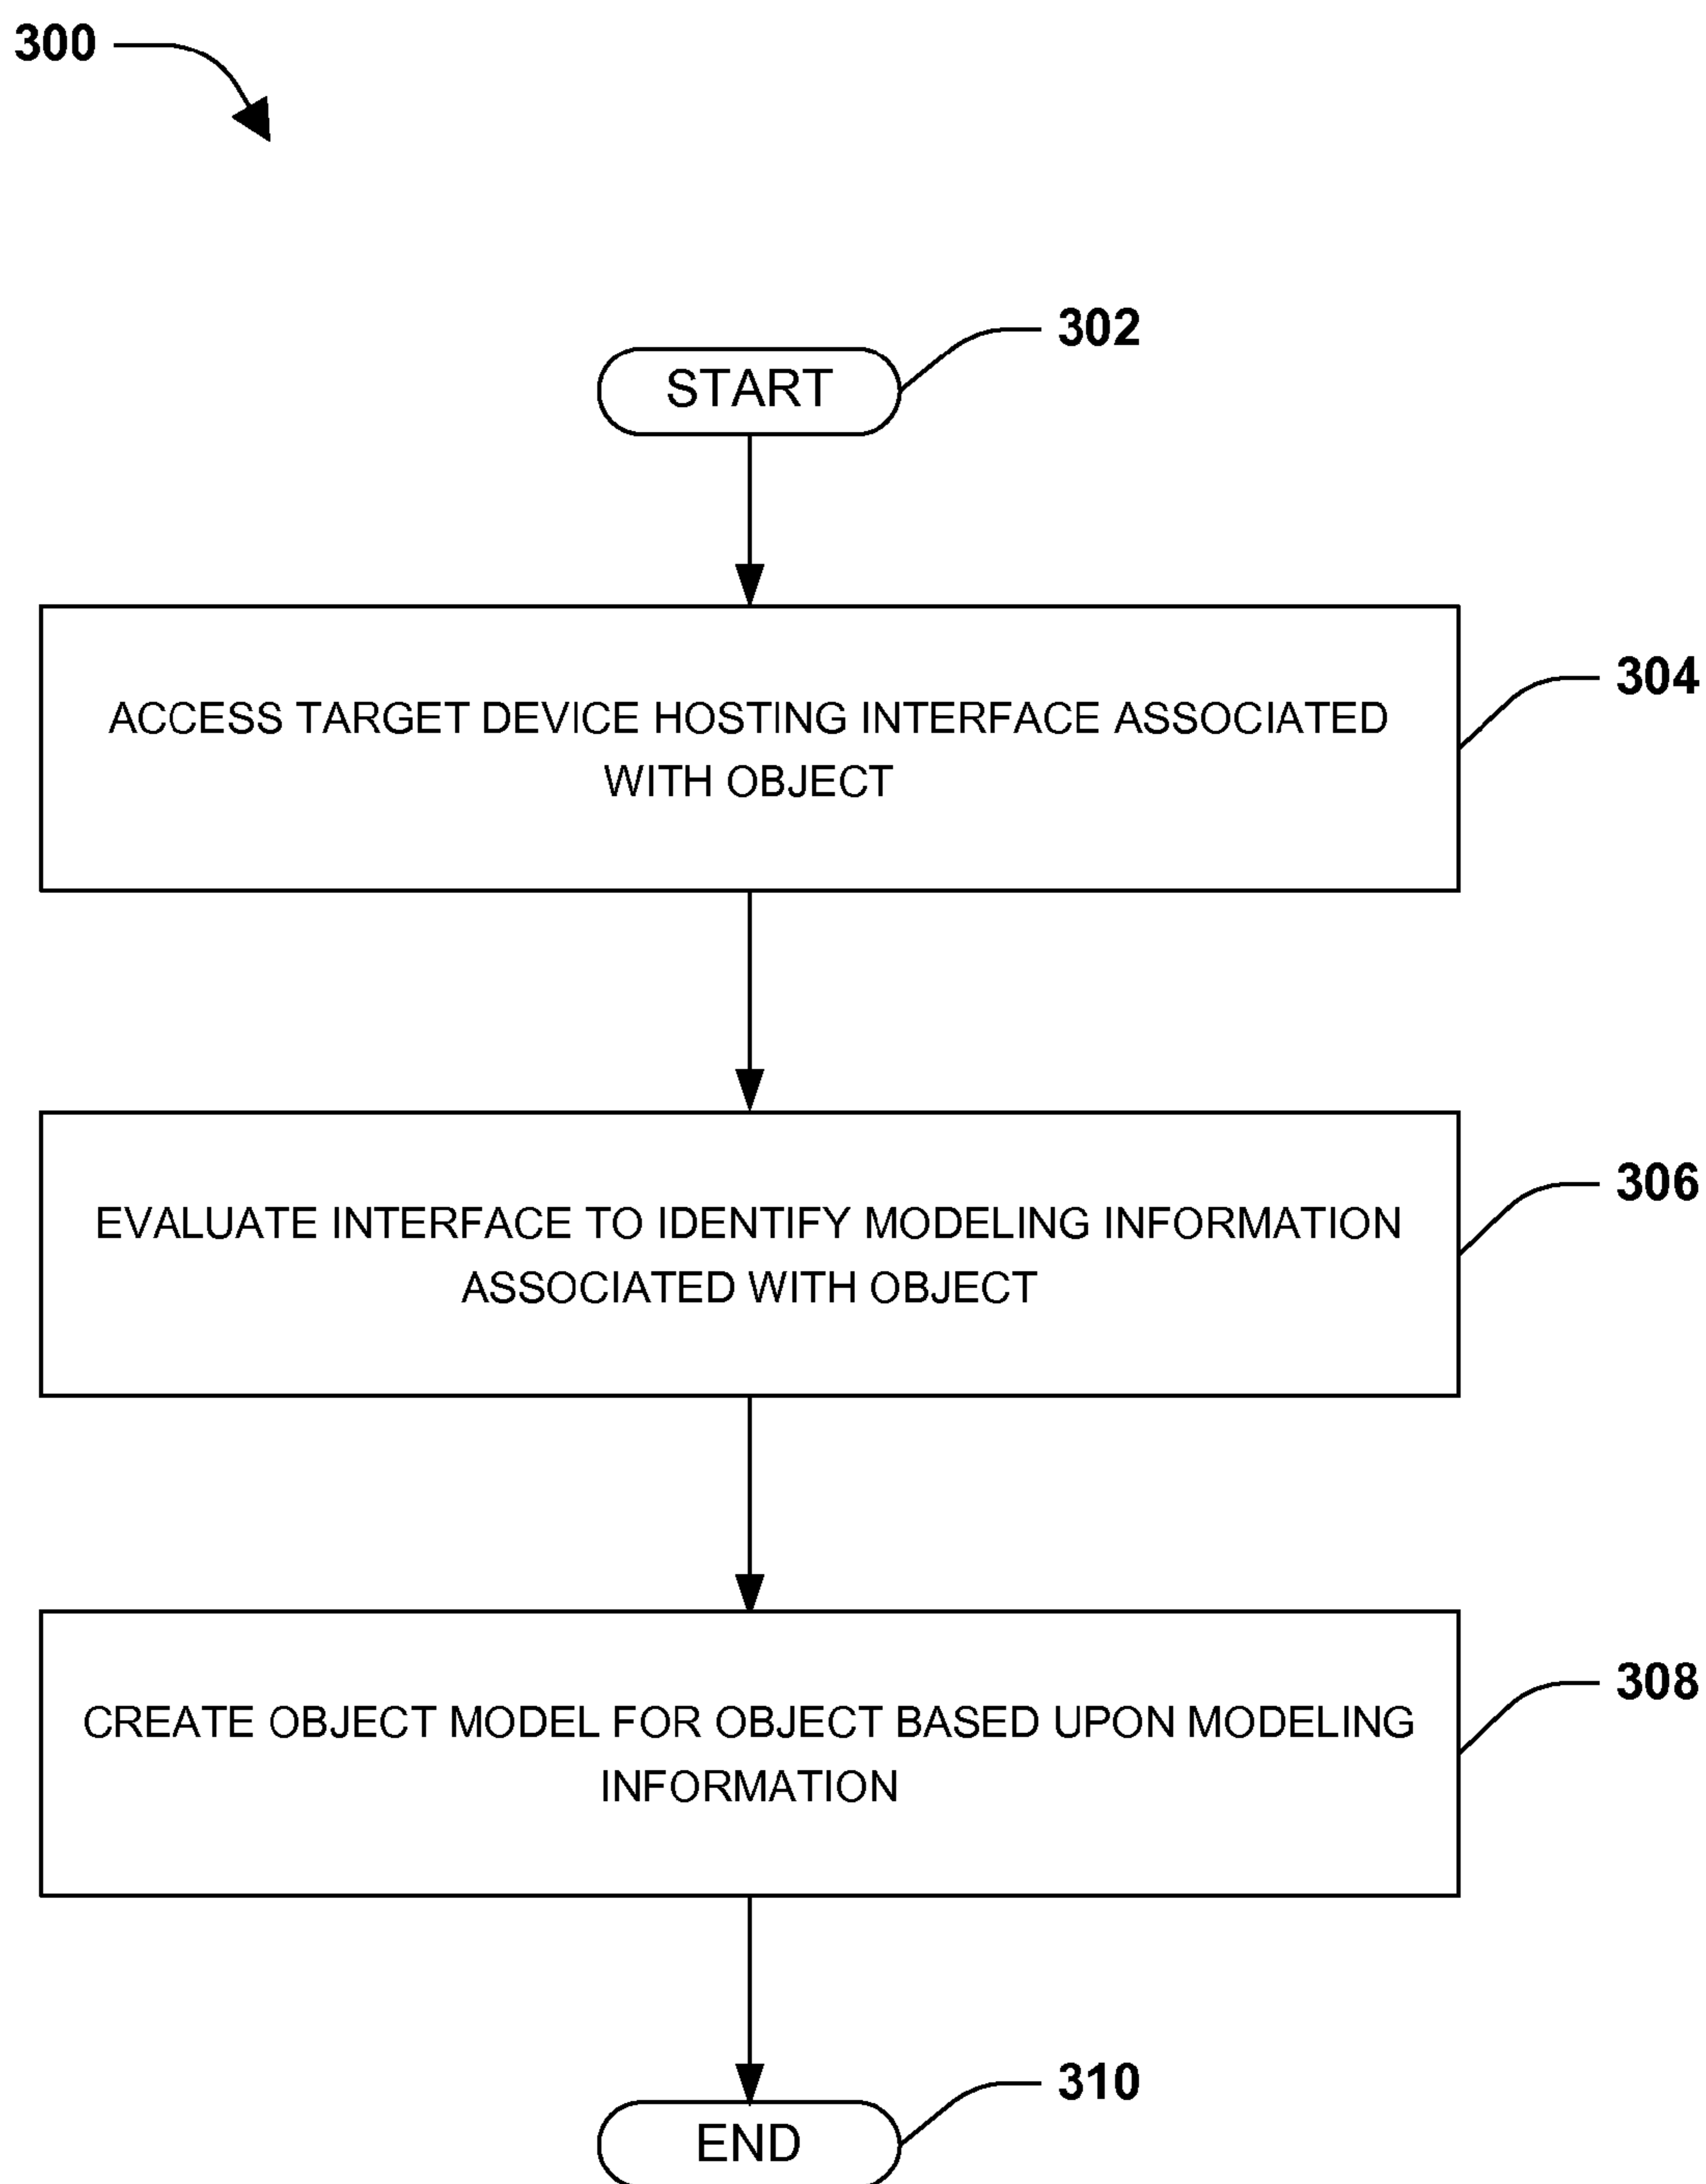 300
302
START
304
ACCESS TARGET DEVICE HOSTING INTERFACE ASSOCIATED
WITH OBJECT
306
EVALUATE INTERFACE TO IDENTIFY MODELING INFORMATION
ASSOCIATED WITH OBJECT
308
CREATE OBJECT MODEL FOR OBJECT BASED UPON MODELING
INFORMATION
310
END